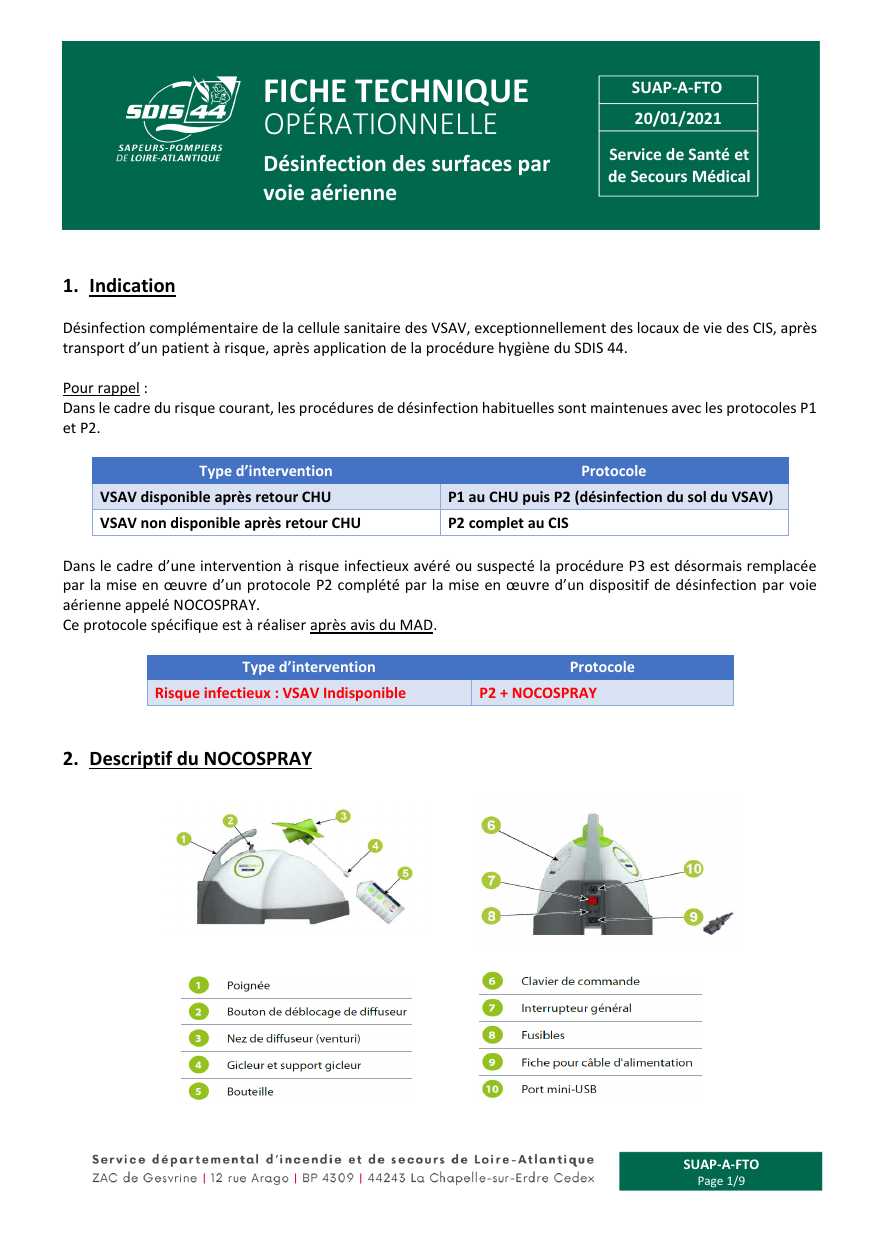 SDIS 44
SAPEURS-POMPIERS
DE LOIRE-ATLANTIQUE
FICHE TECHNIQUE
OPÉRATIONNELLE
Désinfection des surfaces par
voie aérienne
SUAP-A-FTO
20/01/2021
Service de Santé et
de Secours Médical
1. Indication
Désinfection complémentaire de la cellule sanitaire des VSAV, exceptionnellement des locaux de vie des CIS, après
transport d’un patient à risque, après application de la procédure hygiène du SDIS 44.
Pour rappel :
Dans le cadre du risque courant, les procédures de désinfection habituelles sont maintenues avec les protocoles P1
et P2.
Type d’intervention Protocole
VSAV disponible après retour CHU P1 au CHU puis P2 (désinfection du sol du VSAV)
VSAV non disponible après retour CHU P2 complet au CIS
Dans le cadre d’une intervention à risque infectieux avéré ou suspecté la procédure P3 est désormais remplacée
par la mise en œuvre d’un protocole P2 complété par la mise en œuvre d’un dispositif de désinfection par voie
aérienne appelé NOCOSPRAY.
Ce protocole spécifique est à réaliser après avis du MAD.
Type d’intervention Protocole
Risque infectieux : VSAV Indisponible P2 + NOCOSPRAY
2. Descriptif du NOCOSPRAY
1
2
3
4
5
6
7
8
10
9
1 Poignée
2 Bouton de déblocage de diffuseur
3 Nez de diffuseur (venturi)
4 Gicleur et support gicleur
5 Bouteille
6 Clavier de commande
7 Interrupteur général
8 Fusibles
9 Fiche pour câble d'alimentation
10 Port mini-USB
Service départemental d’incendie et de secours de Loire-Atlantique
ZAC de Gesvrine | 12 rue Arago | BP 4309 | 44243 La Chapelle-sur-Erdre Cedex
SUAP-A-FTO
Page 1/9